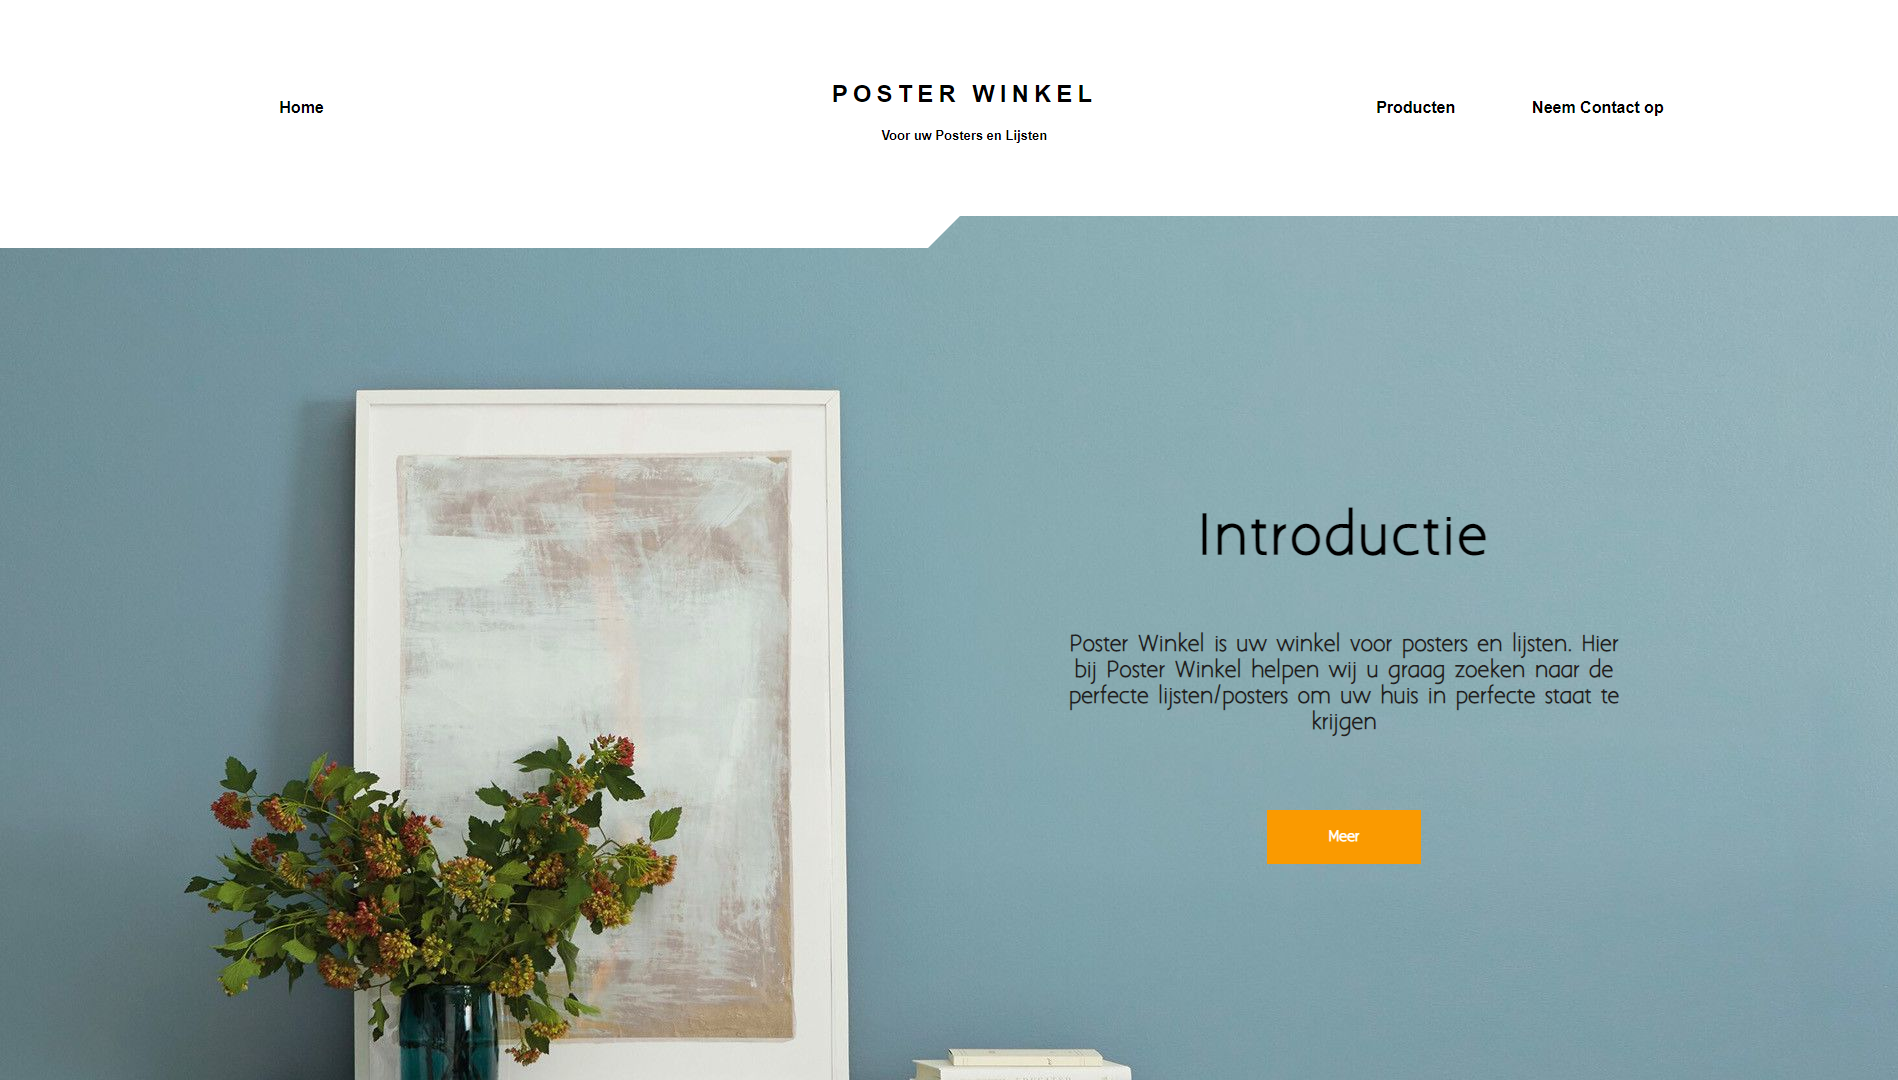 Home
POSTER WINKEL
Producten
Neem Contact op
Voor uw Posters en Lijsten
Introductie
Poster Winkel is uw winkel voor posters en lijsten. Hier
bij Poster Winkel helpen wij u graag zoeken naar de
perfecte lijsten/posters om uw huis in perfecte staat te
krijgen
Meer